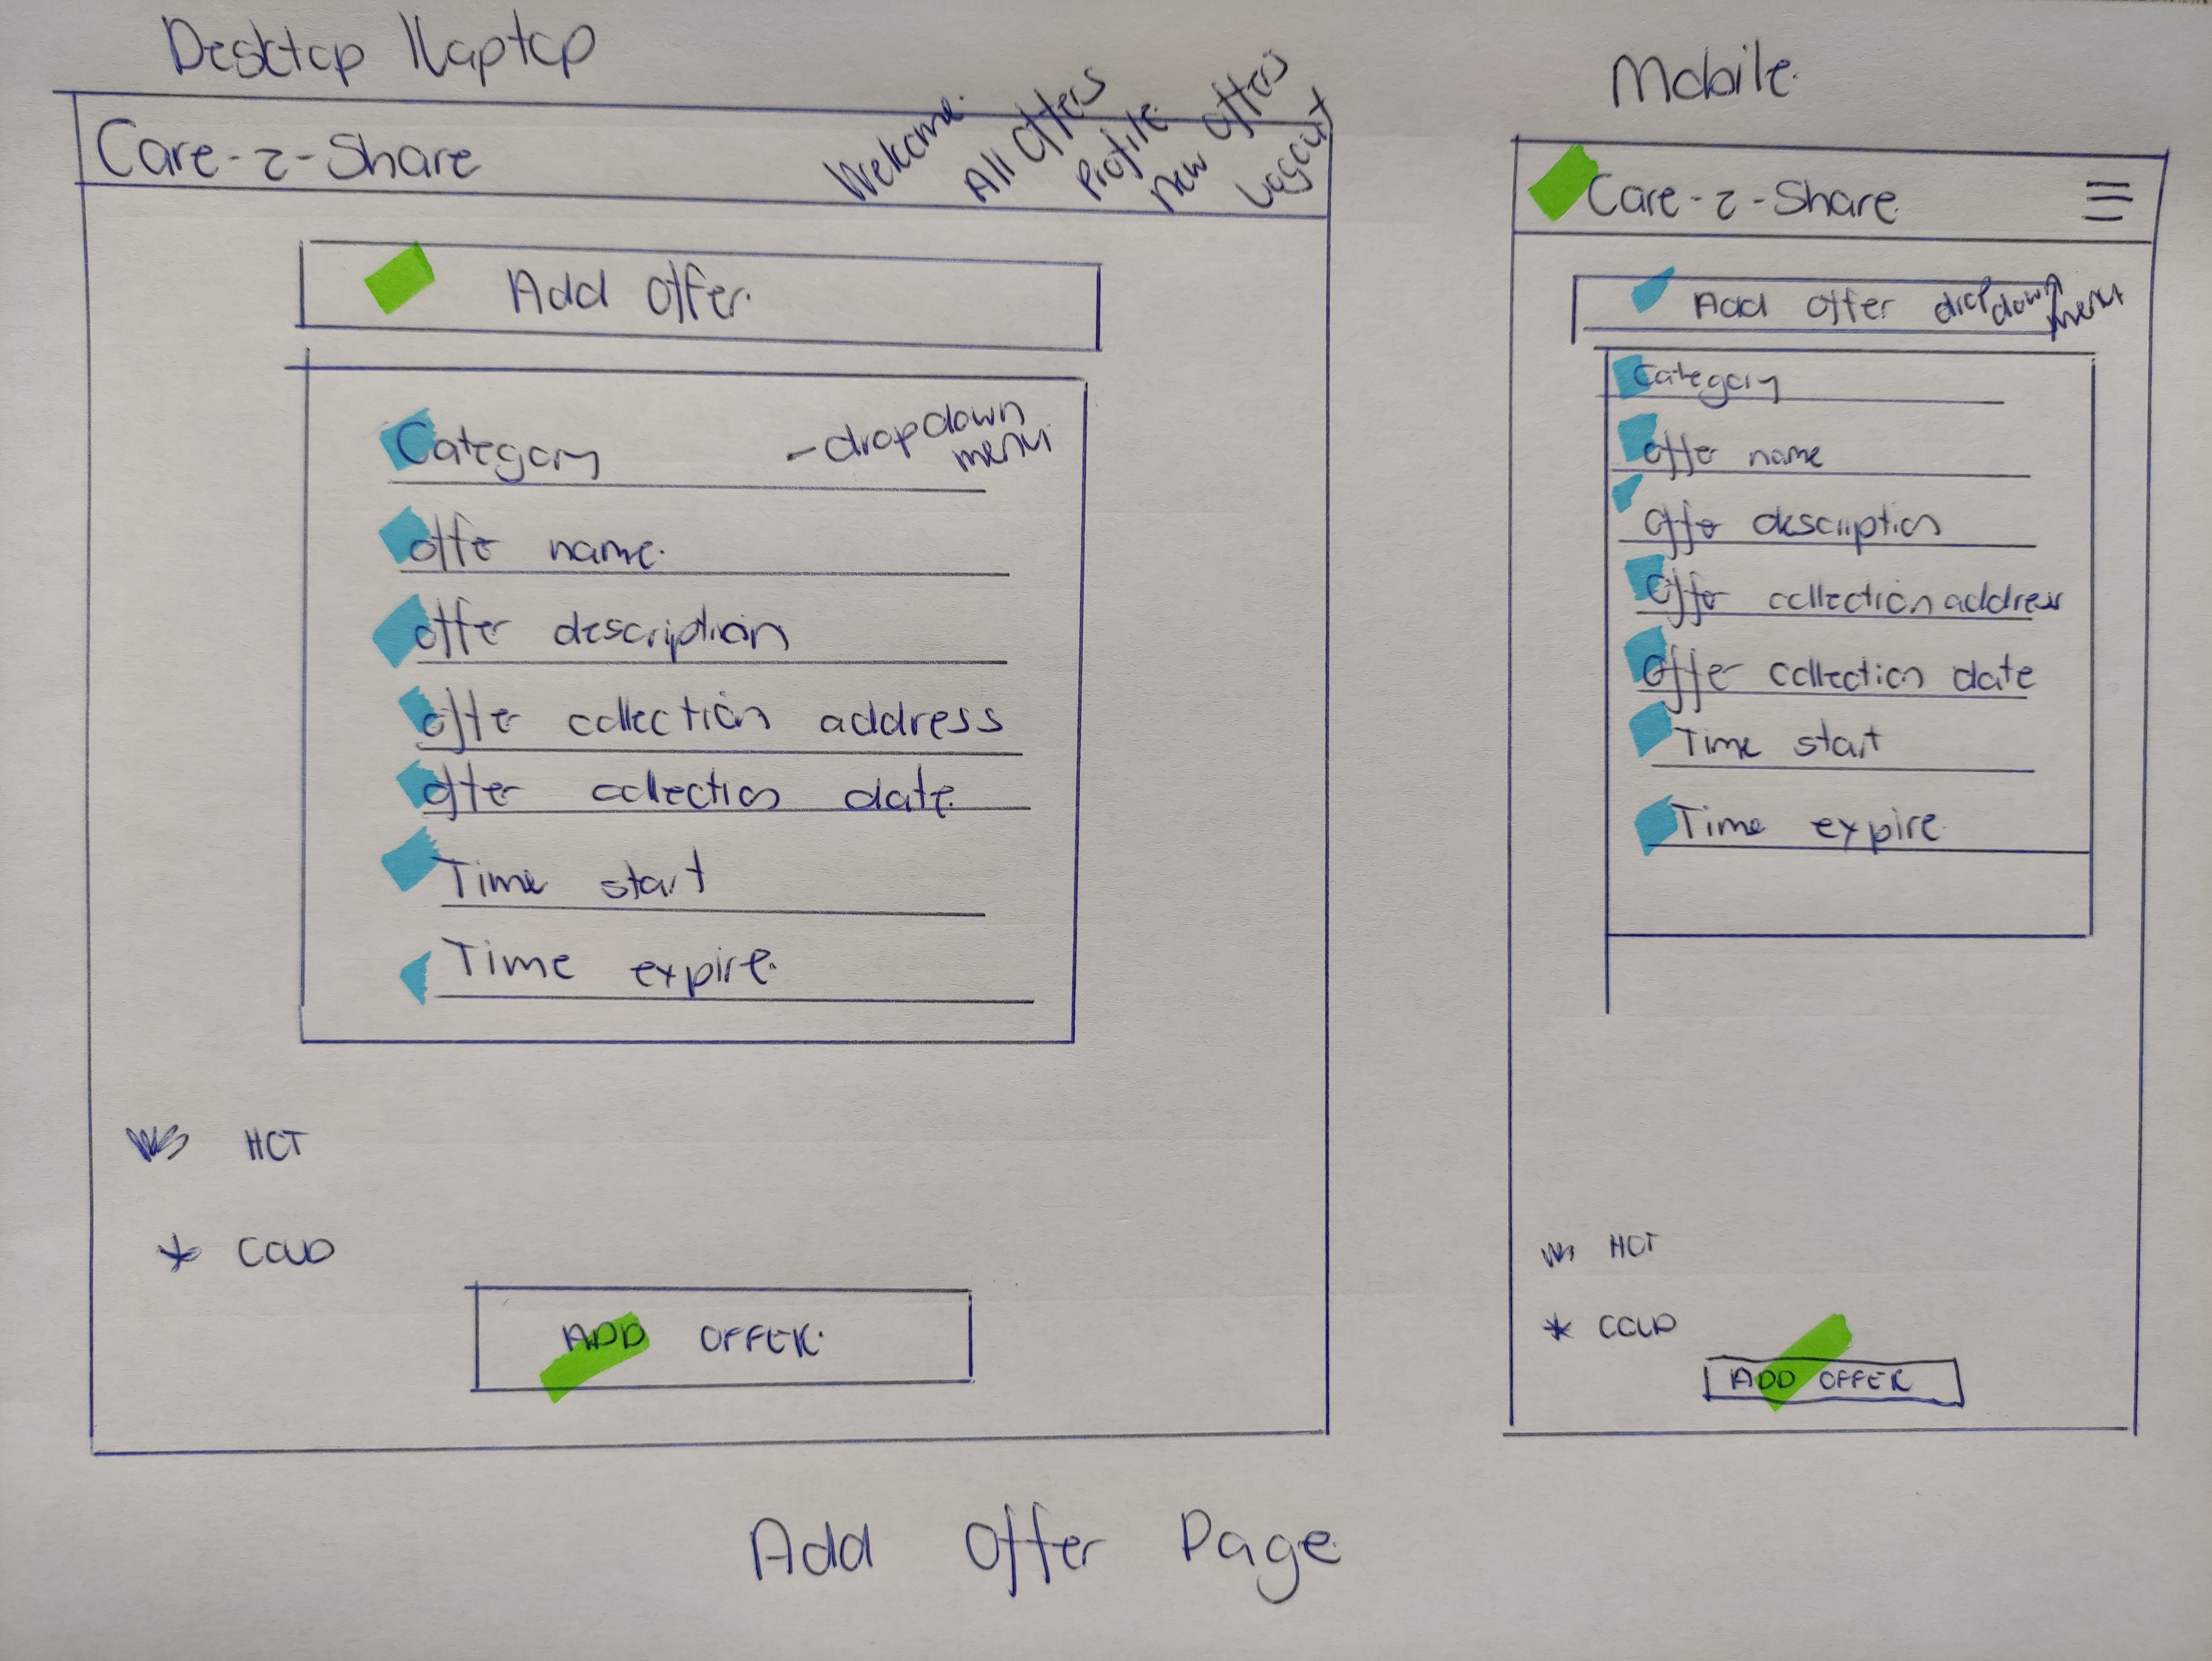 Desktop / Laptop
Care-2-Share
Welcome.
All Offers
Profile.
New Offers
Logout
Add Offer.
Category - dropdown menu
offer name.
offer description
offer collection address
offer collection date.
Time start
Time expire.
HOT
COLD
ADD OFFER.
Mobile.
Care-2-Share
Add offer dropdown menu
Category
offer name
offer description
Offer collection address
Offer collection date
Time start
Time expire.
HOT
COLD
ADD OFFER
Add Offer Page.